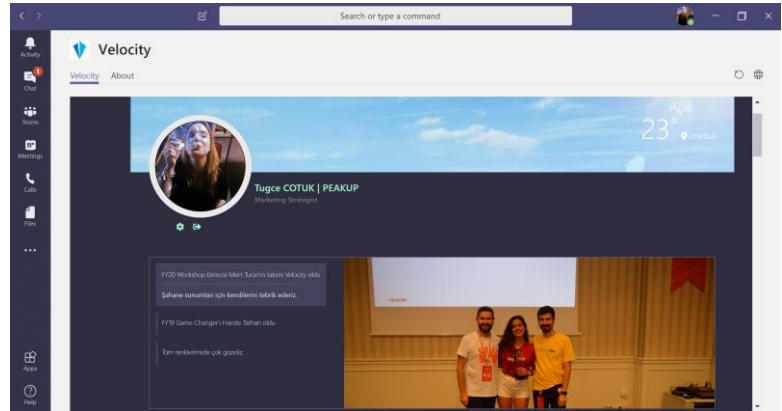 Search or type a command
Activity
Velocity
1
Chat
Velocity About
Teams
Açık
23°
istanbul
Meetings
Calls
Tugce COTUK | PEAKUP
Marketing Strategist
Files
FY20 Workshop birincisi Mert Turan'ın takımı Velocity oldu
Şahane sunumları için kendilerini tebrik ederiz.
PEAKUP
FY19 Game Changer'ı Hande Tarhan oldu
Tüm renklerimizle çok güzeliz.
Apps
Help